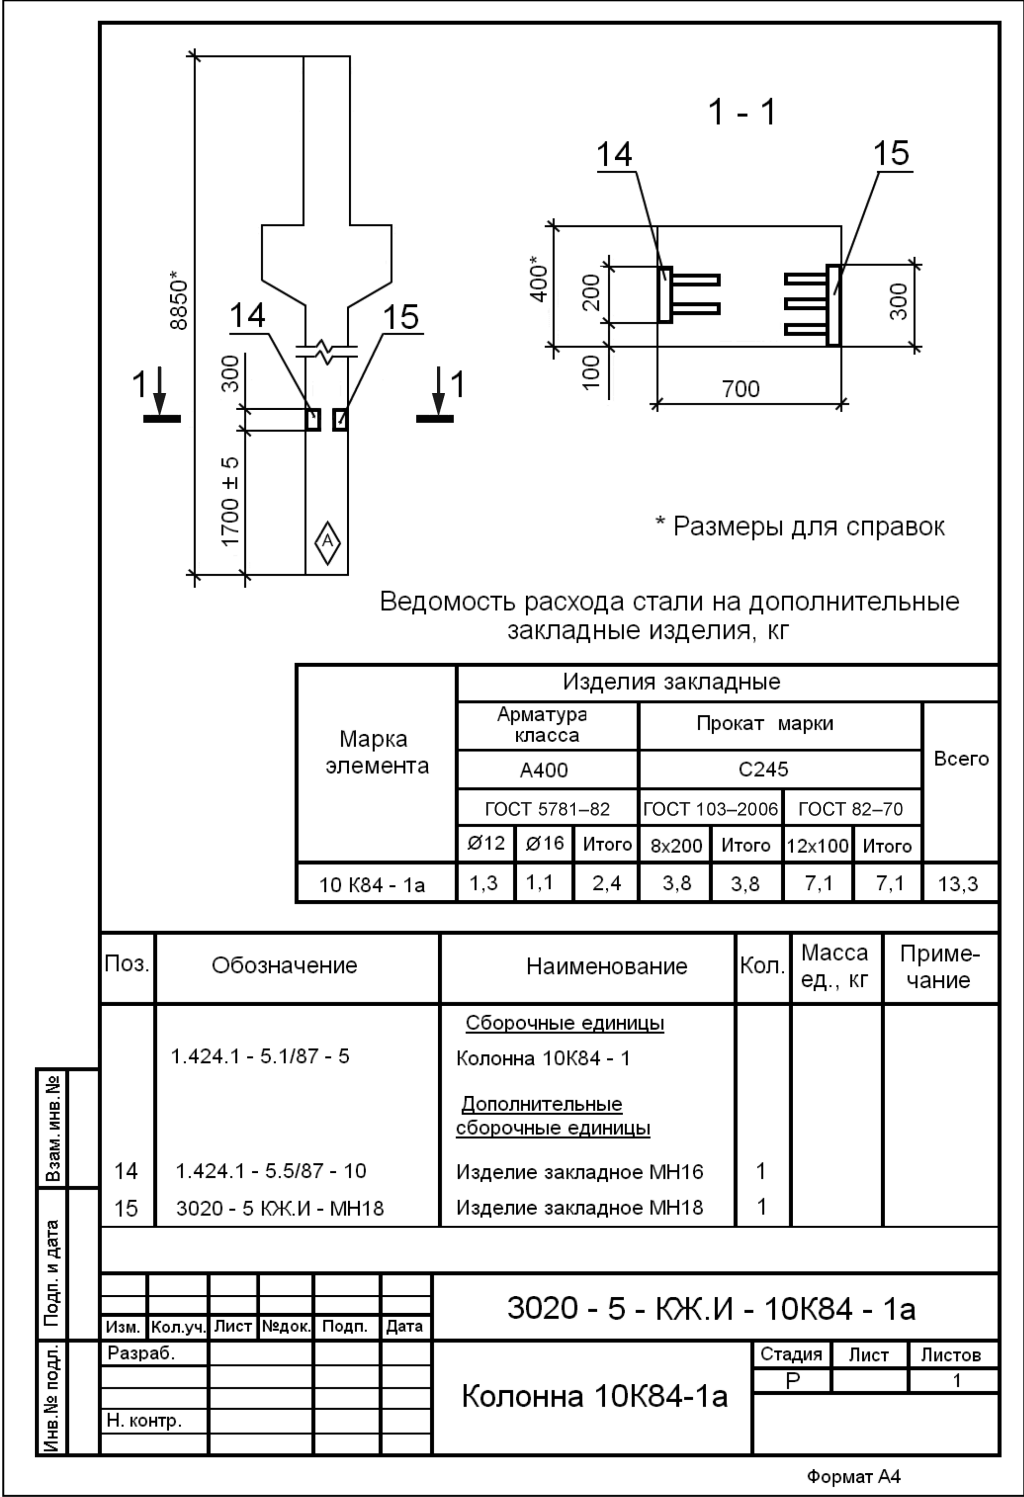 1 - 1
14
15
8850*
14
15
300
1
1
1700 ± 5
А
400*
200
100
300
700
* Размеры для справок
Ведомость расхода стали на дополнительные
закладные изделия, кг
Марка
элемента
Изделия закладные
Арматура
класса
Прокат марки
Всего
А400
С245
ГОСТ 5781–82
ГОСТ 103–2006
ГОСТ 82–70
Ø12
Ø16
Итого
8х200
Итого
12х100
Итого
10 К84 - 1а
1,3
1,1
2,4
3,8
3,8
7,1
7,1
13,3
Поз.
Обозначение
Наименование
Кол.
Масса
ед., кг
Приме-
чание
Сборочные единицы
1.424.1 - 5.1/87 - 5
Колонна 10К84 - 1
Дополнительные
сборочные единицы
14
1.424.1 - 5.5/87 - 10
Изделие закладное МН16
1
15
3020 - 5 КЖ.И - МН18
Изделие закладное МН18
1
Взам. инв.№
Подп. и дата
Инв.№ подл.
Изм.
Кол.уч.
Лист
№док.
Подп.
Дата
Разраб.
Н. контр.
3020 - 5 - КЖ.И - 10К84 - 1а
Колонна 10К84-1а
Стадия
Лист
Листов
Р
1
Формат А4